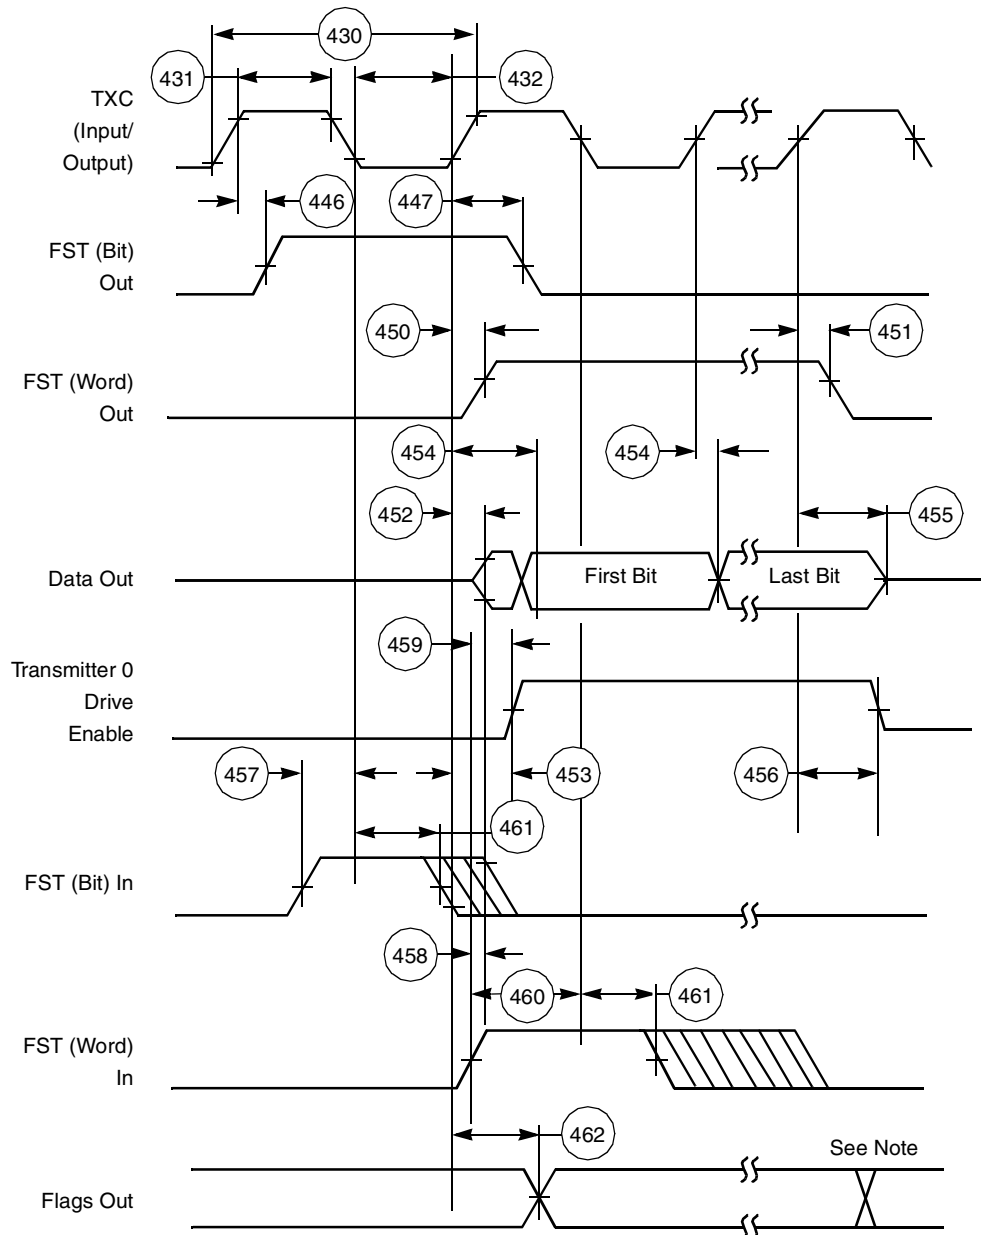 430
431
432
TXC
(Input/
Output)
446
447
FST (Bit)
Out
450
451
FST (Word)
Out
454
454
452
455
Data Out
First Bit
Last Bit
459
Transmitter 0
Drive
Enable
457
453
456
461
FST (Bit) In
458
460
461
FST (Word)
In
462
See Note
Flags Out